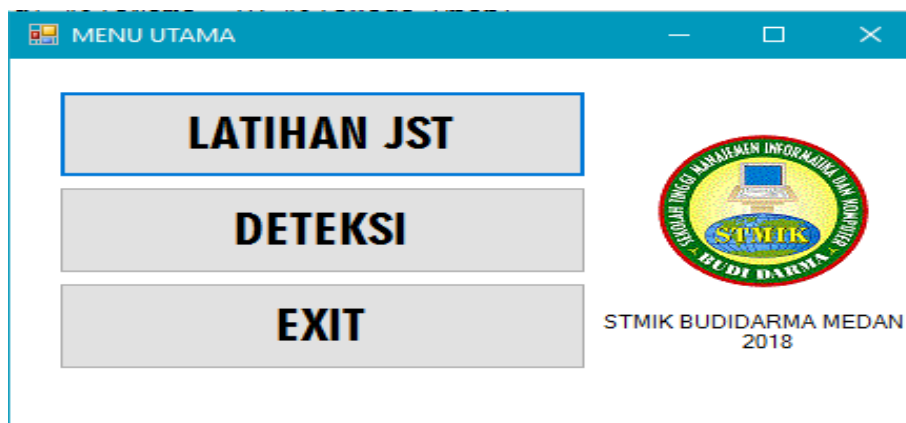 MENU UTAMA
LATIHAN JST
DETEKSI
EXIT
SEKOLAH TINGGI MANAJEMEN INFORMATIKA DAN KOMPUTER
STMIK
BUDI DARMA
STMIK BUDIDARMA MEDAN
2018